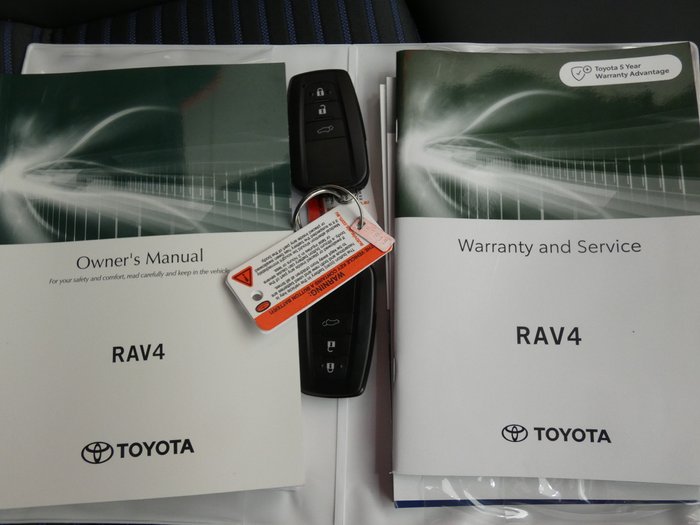 Owner's Manual
For your safety and comfort, read carefully and keep in the vehicle
RAV4
TOYOTA
WARNING:
Toyota 5 Year
Warranty Advantage
Warranty and Service
RAV4
TOYOTA